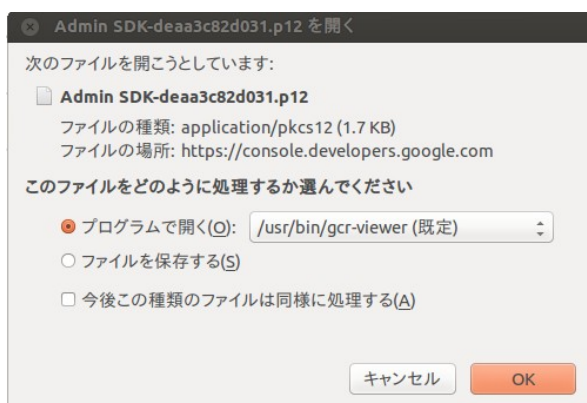 Admin SDK-deaa3c82d031.p12 を開く
次のファイルを開こうとしています:
Admin SDK-deaa3c82d031.p12
ファイルの種類: application/pkcs12 (1.7 KB)
ファイルの場所: https://console.developers.google.com
このファイルをどのように処理するか選んでください
プログラムで開く(O): /usr/bin/gcr-viewer (既定)
ファイルを保存する(S)
今後この種類のファイルは同様に処理する(A)
キャンセル OK